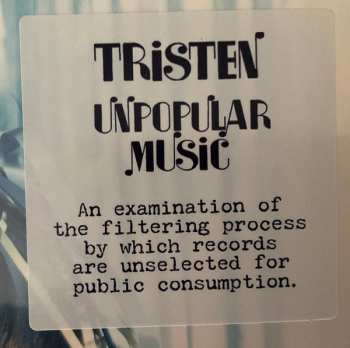 TRiSTEN
UNPOPULAR
MUSiC
An examination of
the filtering process
by which records
are unselected for
public consumption.